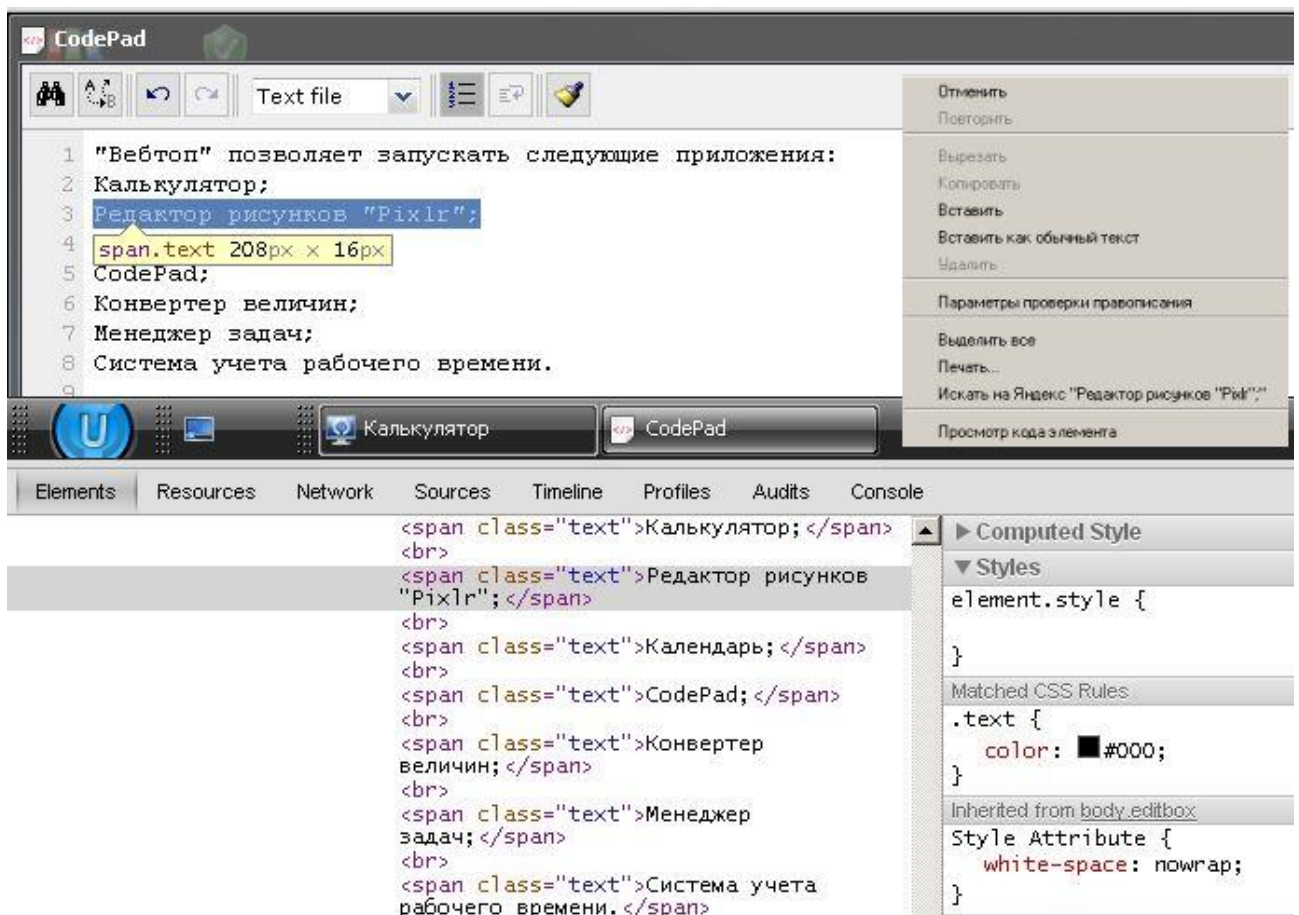 CodePad
Text file
1 "Вебтоп" позволяет запускать следующие приложения:
2 Калькулятор;
3 Редактор рисунков "Pixlr";
4
span.text 208px × 16px
5 CodePad;
6 Конвертер величин;
7 Менеджер задач;
8 Система учета рабочего времени.
9
Отменить
Повторить
Вырезать
Копировать
Вставить
Вставить как обычный текст
Удалить
Параметры проверки правописания
Выделить все
Печать...
Искать на Яндекс "Редактор рисунков "Pixlr";"
Просмотр кода элемента
U
Калькулятор
CodePad
Elements Resources Network Sources Timeline Profiles Audits Console
<span class="text">Калькулятор;</span>
<br>
<span class="text">Редактор рисунков
"Pixlr";</span>
<br>
<span class="text">Календарь;</span>
<br>
<span class="text">CodePad;</span>
<br>
<span class="text">Конвертер
величин;</span>
<br>
<span class="text">Менеджер
задач;</span>
<br>
<span class="text">Система учета
рабочего времени.</span>
Computed Style
Styles
element.style {
}
Matched CSS Rules
.text {
color: #000;
}
Inherited from body.editbox
Style Attribute {
white-space: nowrap;
}